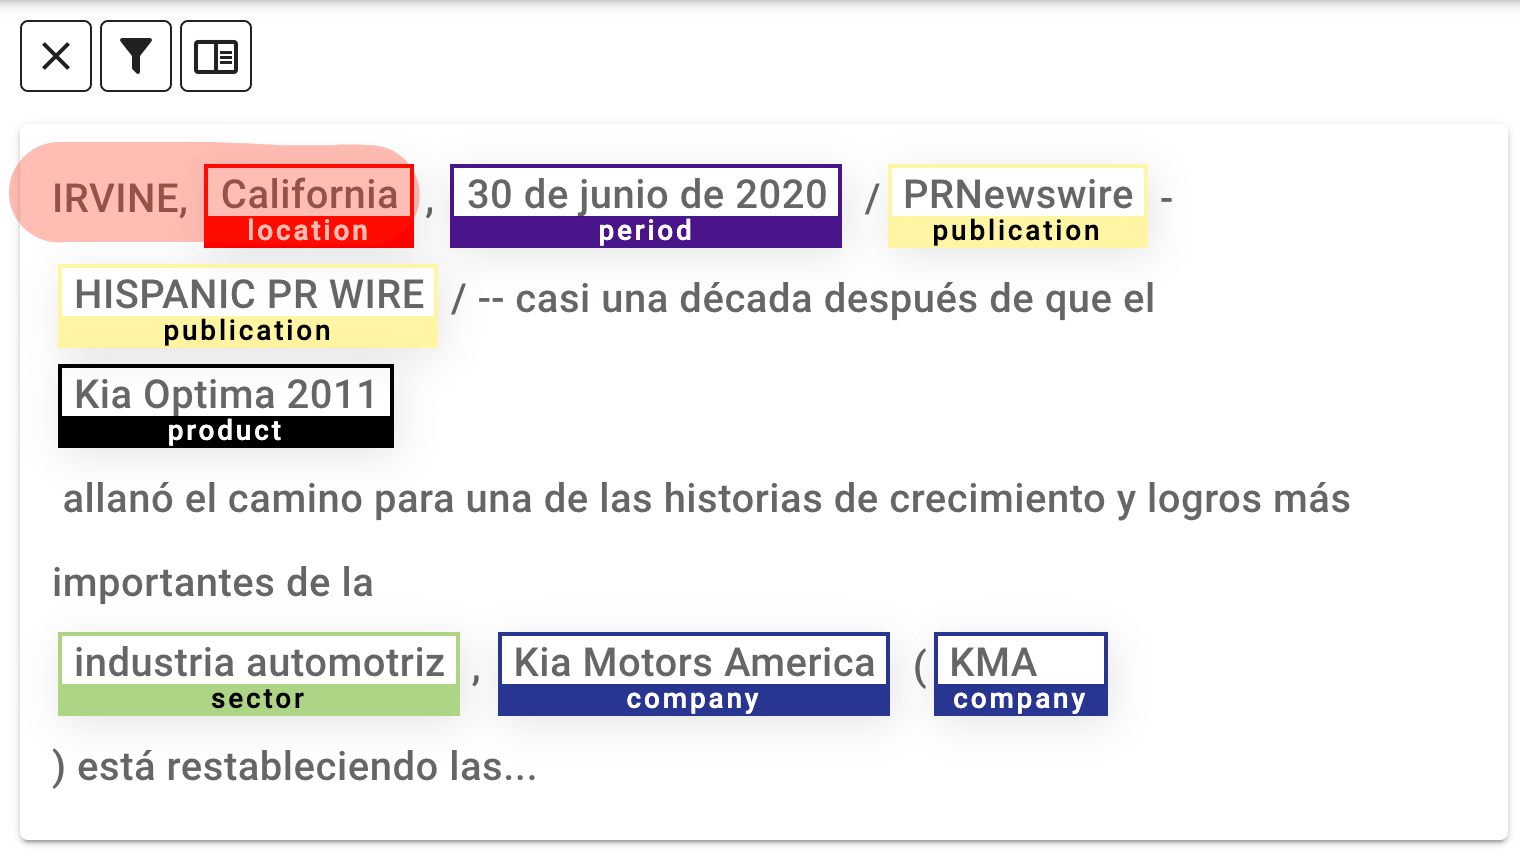 IRVINE, California, 30 de junio de 2020 / PRNewswire -
location period publication
HISPANIC PR WIRE / -- casi una década después de que el
publication
Kia Optima 2011
product
allanó el camino para una de las historias de crecimiento y logros más
importantes de la
industria automotriz, Kia Motors America (KMA
sector company company
) está restableciendo las...